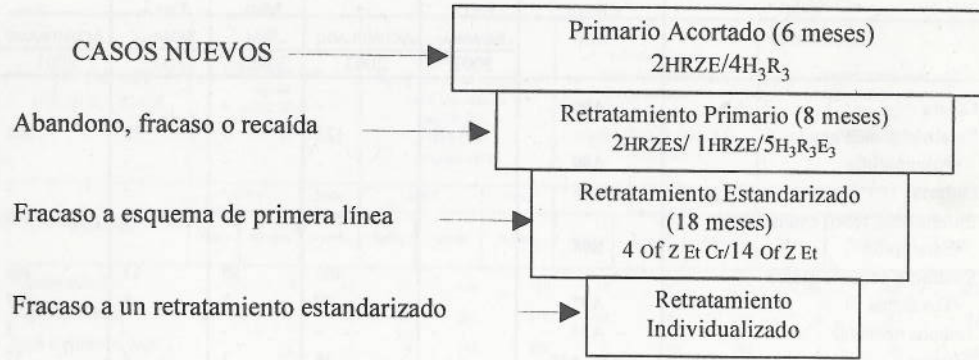 CASOS NUEVOS
Primario Acortado (6 meses)
2HRZE/4H₃R₃
Abandono, fracaso o recaída
Retratamiento Primario (8 meses)
2HRZES/ 1HRZE/5H₃R₃E₃
Fracaso a esquema de primera línea
Retratamiento Estandarizado
(18 meses)
4 Of Z Et Cr/14 Of Z Et
Fracaso a un retratamiento estandarizado
Retratamiento
Individualizado